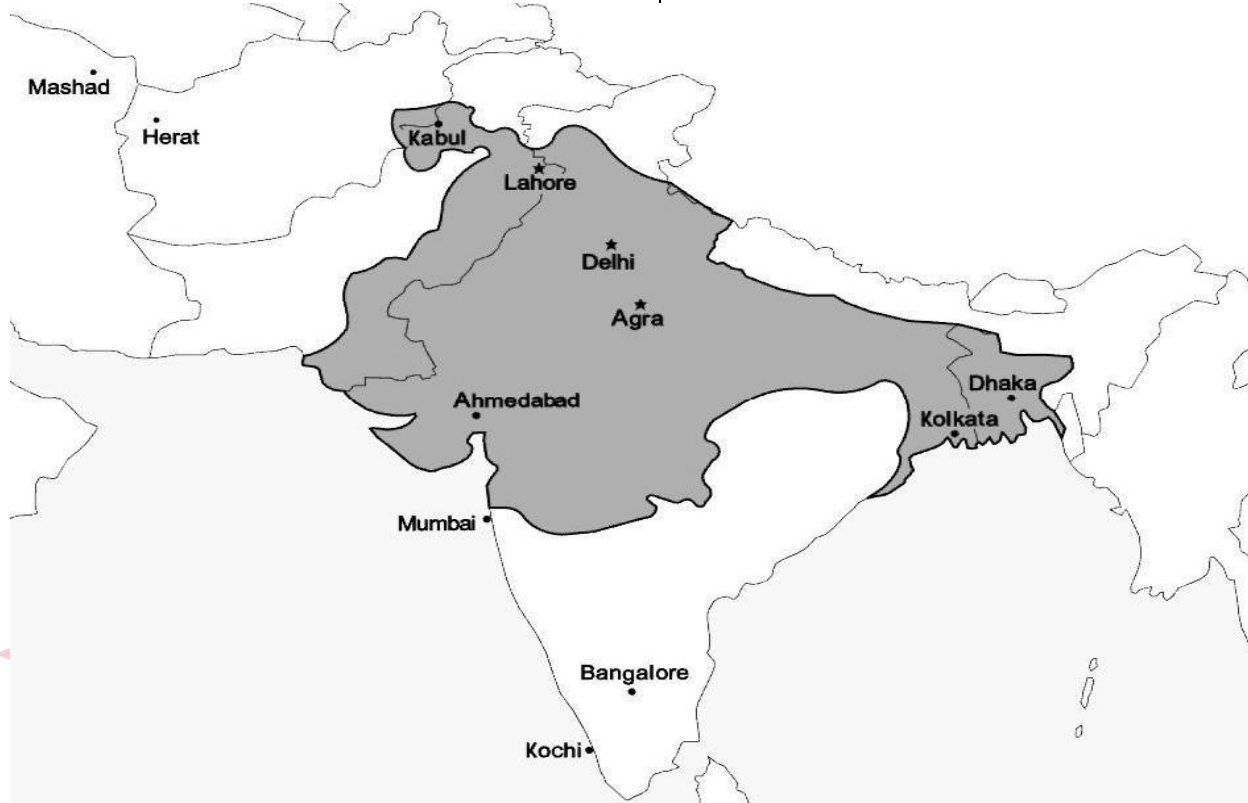 Mashad
Herat
Kabul
Lahore
Delhi
Agra
Dhaka
Ahmedabad
Kolkata
Mumbai
Bangalore
Kochi